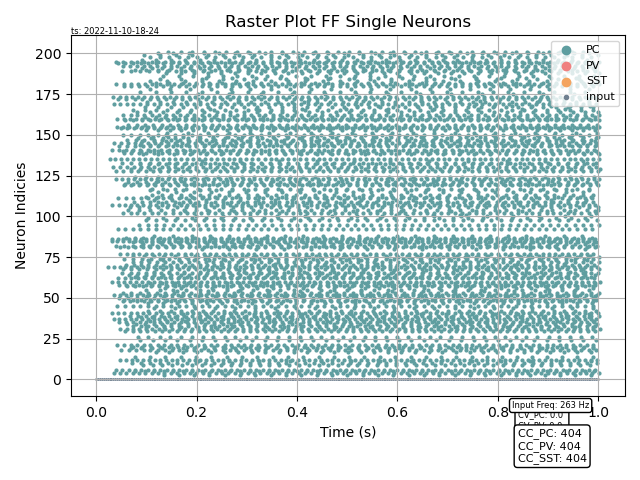 Raster Plot FF Single Neurons
ts: 2022-11-10-18-24
PC
PV
SST
input
Neuron Indicies
200
175
150
125
100
75
50
25
0
0.0
0.2
0.4
0.6
0.8
1.0
Time (s)
Input Freq: 263 Hz
CV_PC: 0.0
CC_PC: 404
CC_PV: 404
CC_SST: 404